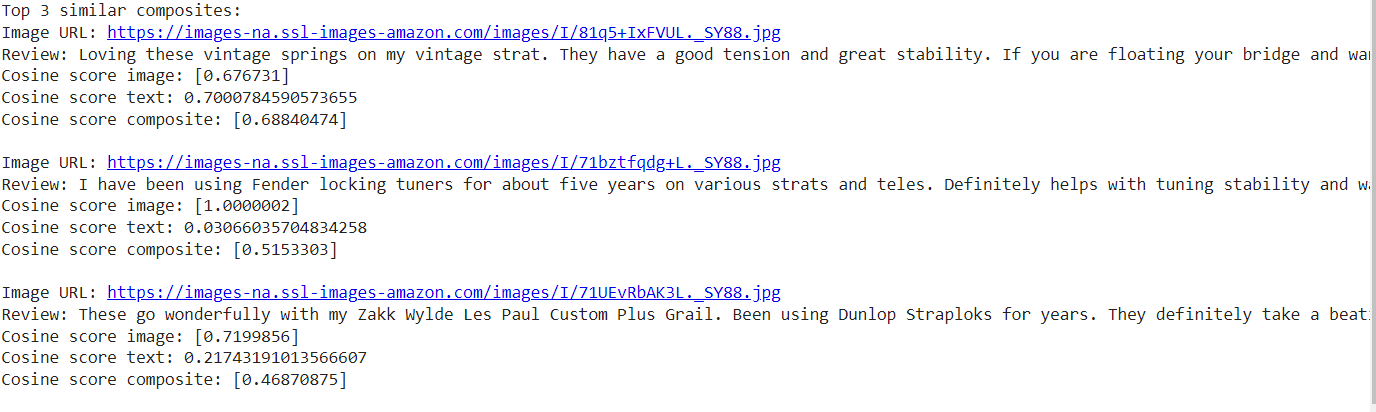 Top 3 similar composites:
Image URL: https://images-na.ssl-images-amazon.com/images/I/81q5+IxFVUL._SY88.jpg
Review: Loving these vintage springs on my vintage strat. They have a good tension and great stability. If you are floating your bridge and
Cosine score image: [0.676731]
Cosine score text: 0.7000784590573655
Cosine score composite: [0.68840474]
Image URL: https://images-na.ssl-images-amazon.com/images/I/71bztfqdg+L._SY88.jpg
Review: I have been using Fender locking tuners for about five years on various strats and teles. Definitely helps with tuning stability and
Cosine score image: [1.0000002]
Cosine score text: 0.03066035704834258
Cosine score composite: [0.5153303]
Image URL: https://images-na.ssl-images-amazon.com/images/I/71UEvRbAK3L._SY88.jpg
Review: These go wonderfully with my Zakk Wylde Les Paul Custom Plus Grail. Been using Dunlop Straploks for years. They definitely take a
Cosine score image: [0.7199856]
Cosine score text: 0.21743191013566607
Cosine score composite: [0.46870875]